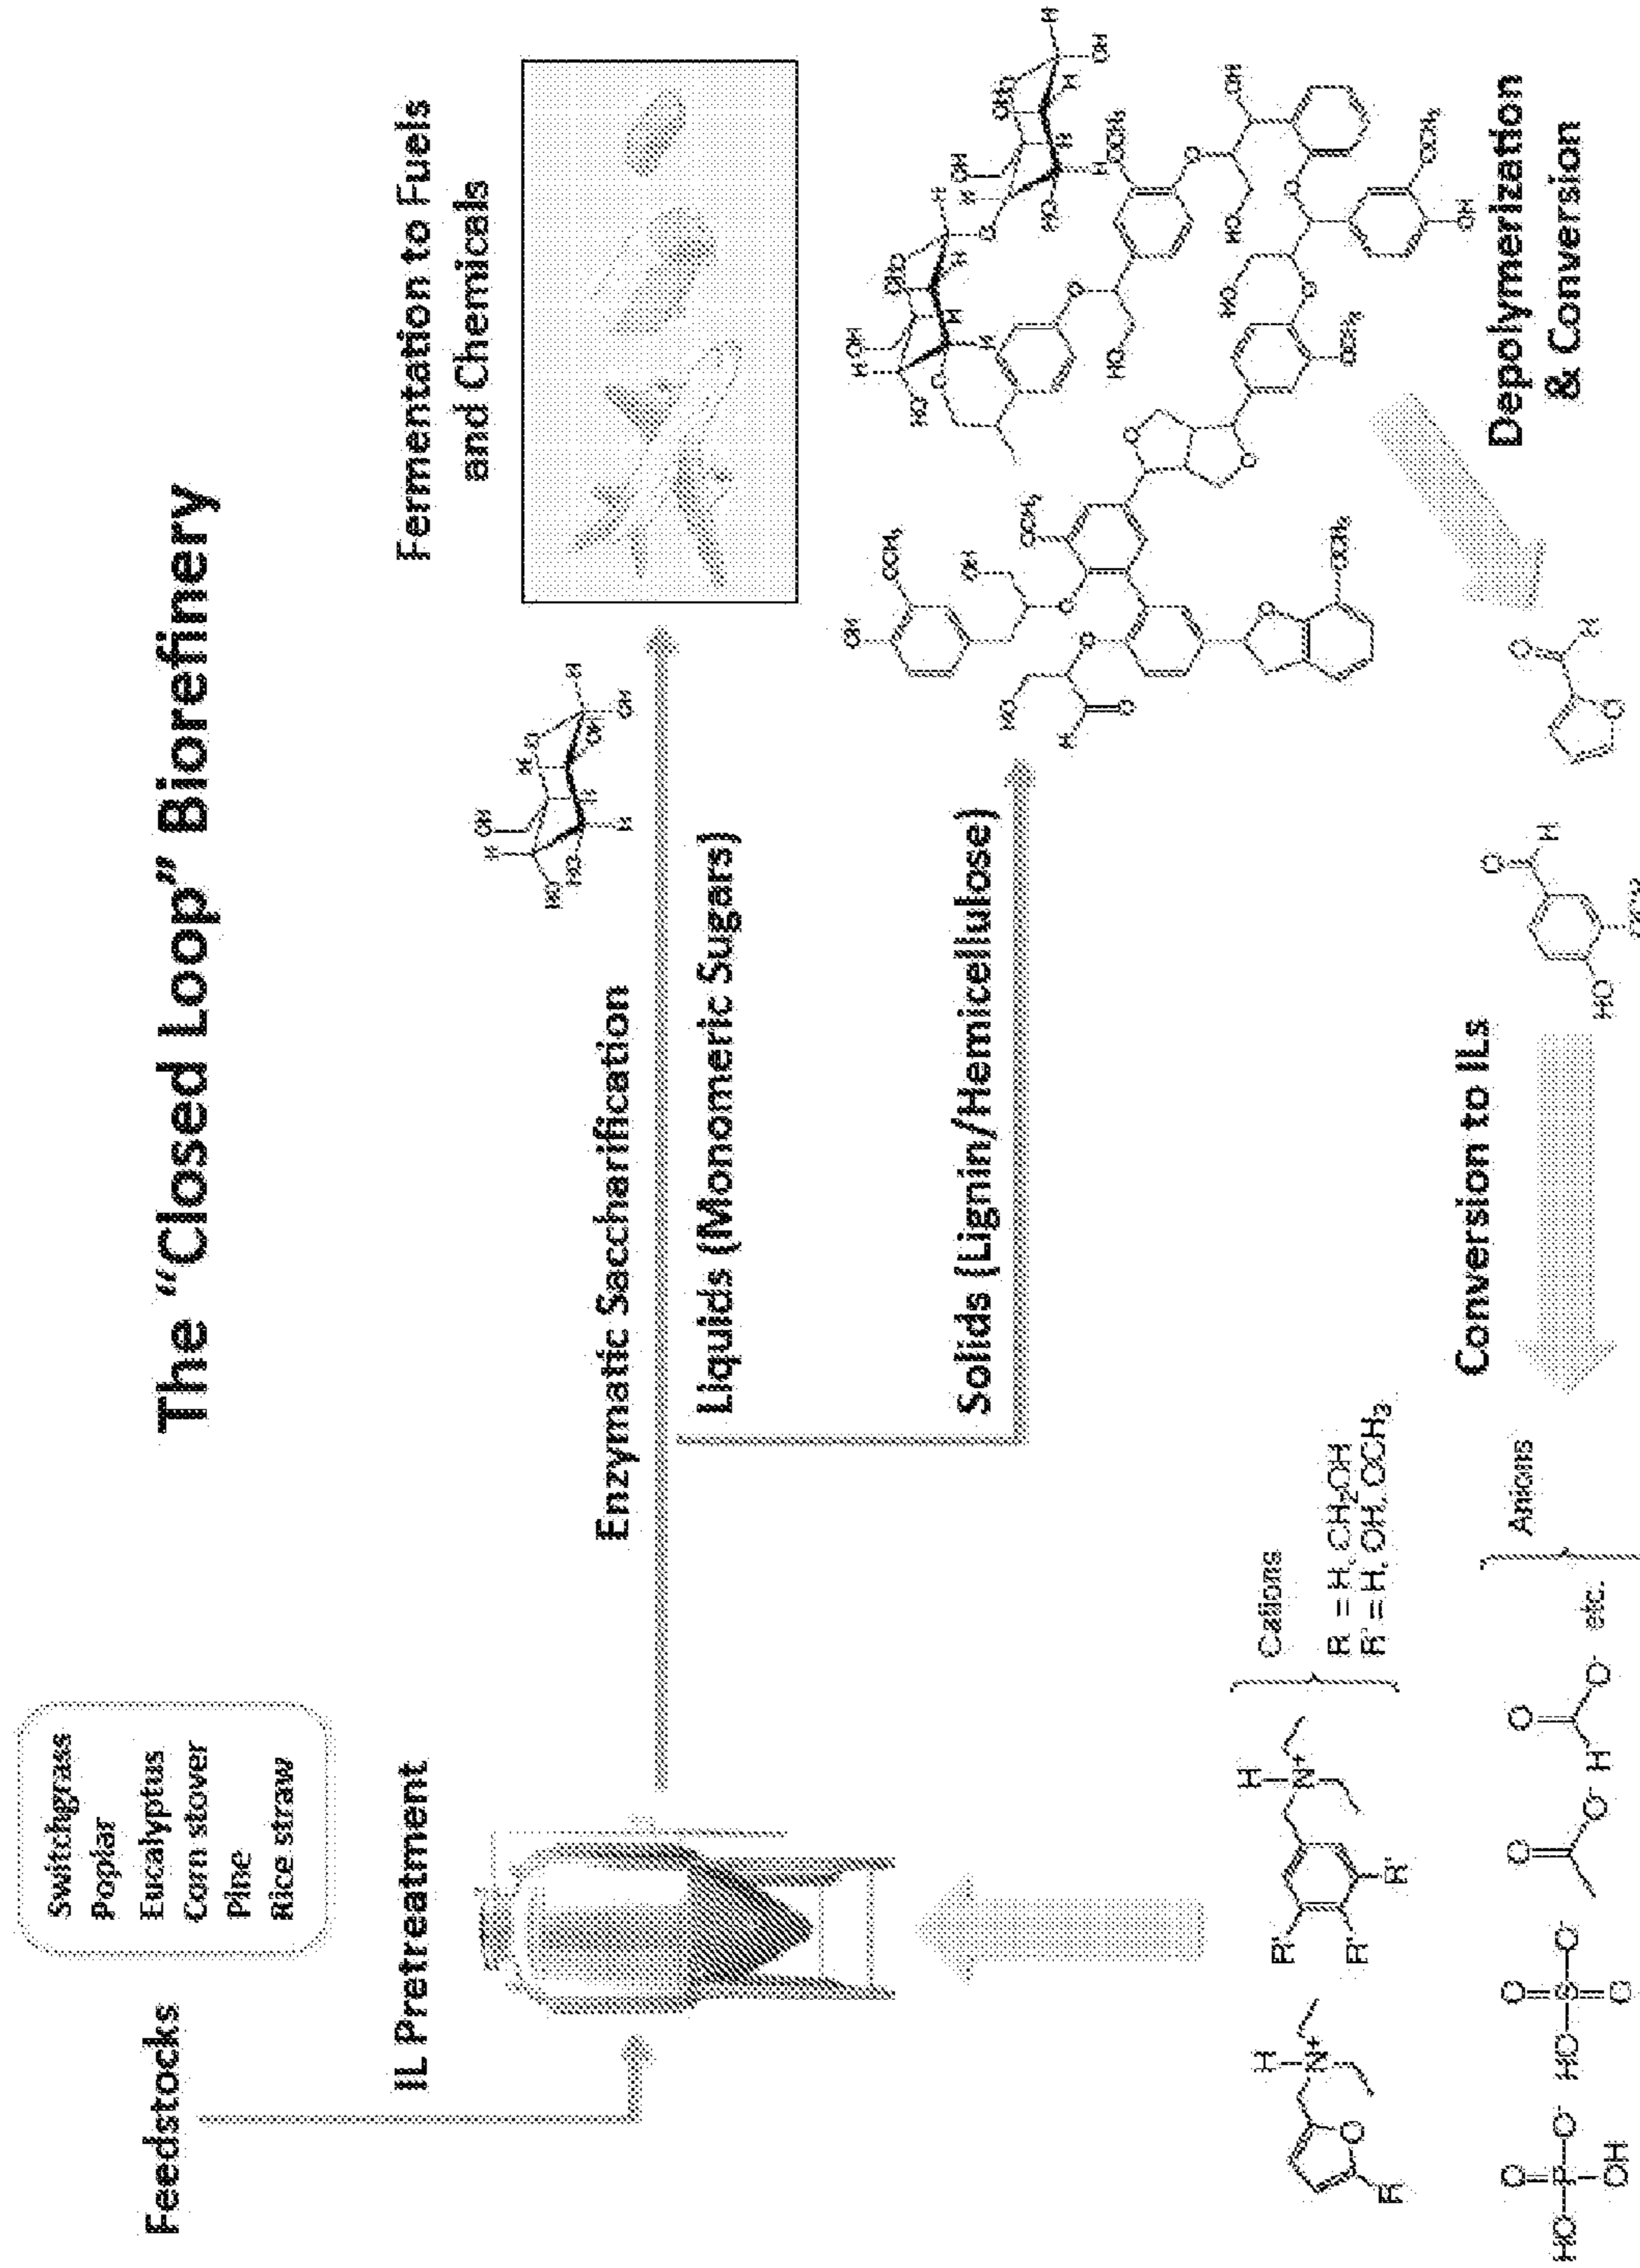 The "Closed Loop" Biorefinery
Feedstocks
Switchgrass
Poplar
Eucalyptus
Corn stover
Pine
Rice straw
IL Pretreatment
Enzymatic Saccharification
Liquids (Monomeric Sugars)
Fermentation to Fuels
and Chemicals
Solids (Lignin/Hemicellulose)
Depolymerization
& Conversion
Conversion to ILs
Cations
R = H, CH2OH
R' = H, OH, OCH3
Anions
etc.